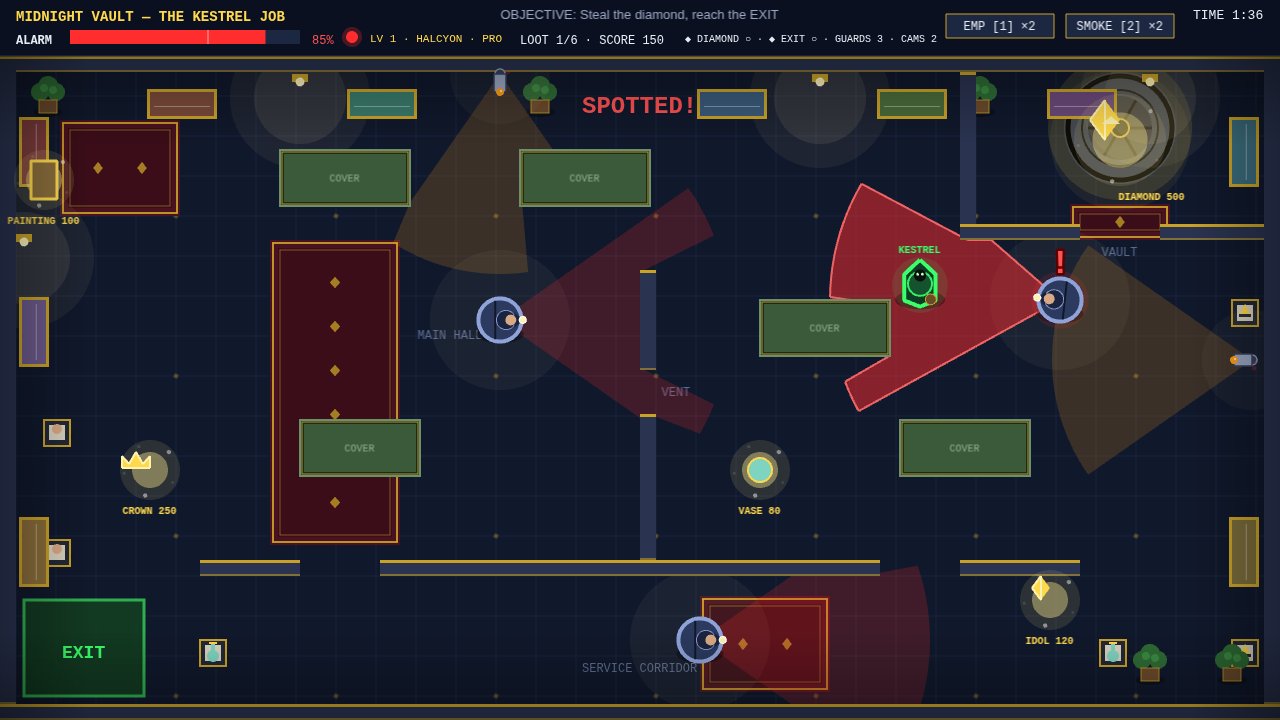 MIDNIGHT VAULT — THE KESTREL JOB
OBJECTIVE: Steal the diamond, reach the EXIT
EMP [1] ×2
SMOKE [2] ×2
TIME 1:36
ALARM
85%
LV 1 · HALCYON · PRO
LOOT 1/6 · SCORE 150
◆ DIAMOND ○ · ◆ EXIT ○ · GUARDS 3 · CAMS 2
SPOTTED!
COVER
COVER
DIAMOND 500
PAINTING 100
KESTREL
VAULT
!
COVER
MAIN HALL
VENT
COVER
COVER
CROWN 250
VASE 80
IDOL 120
EXIT
SERVICE CORRIDOR